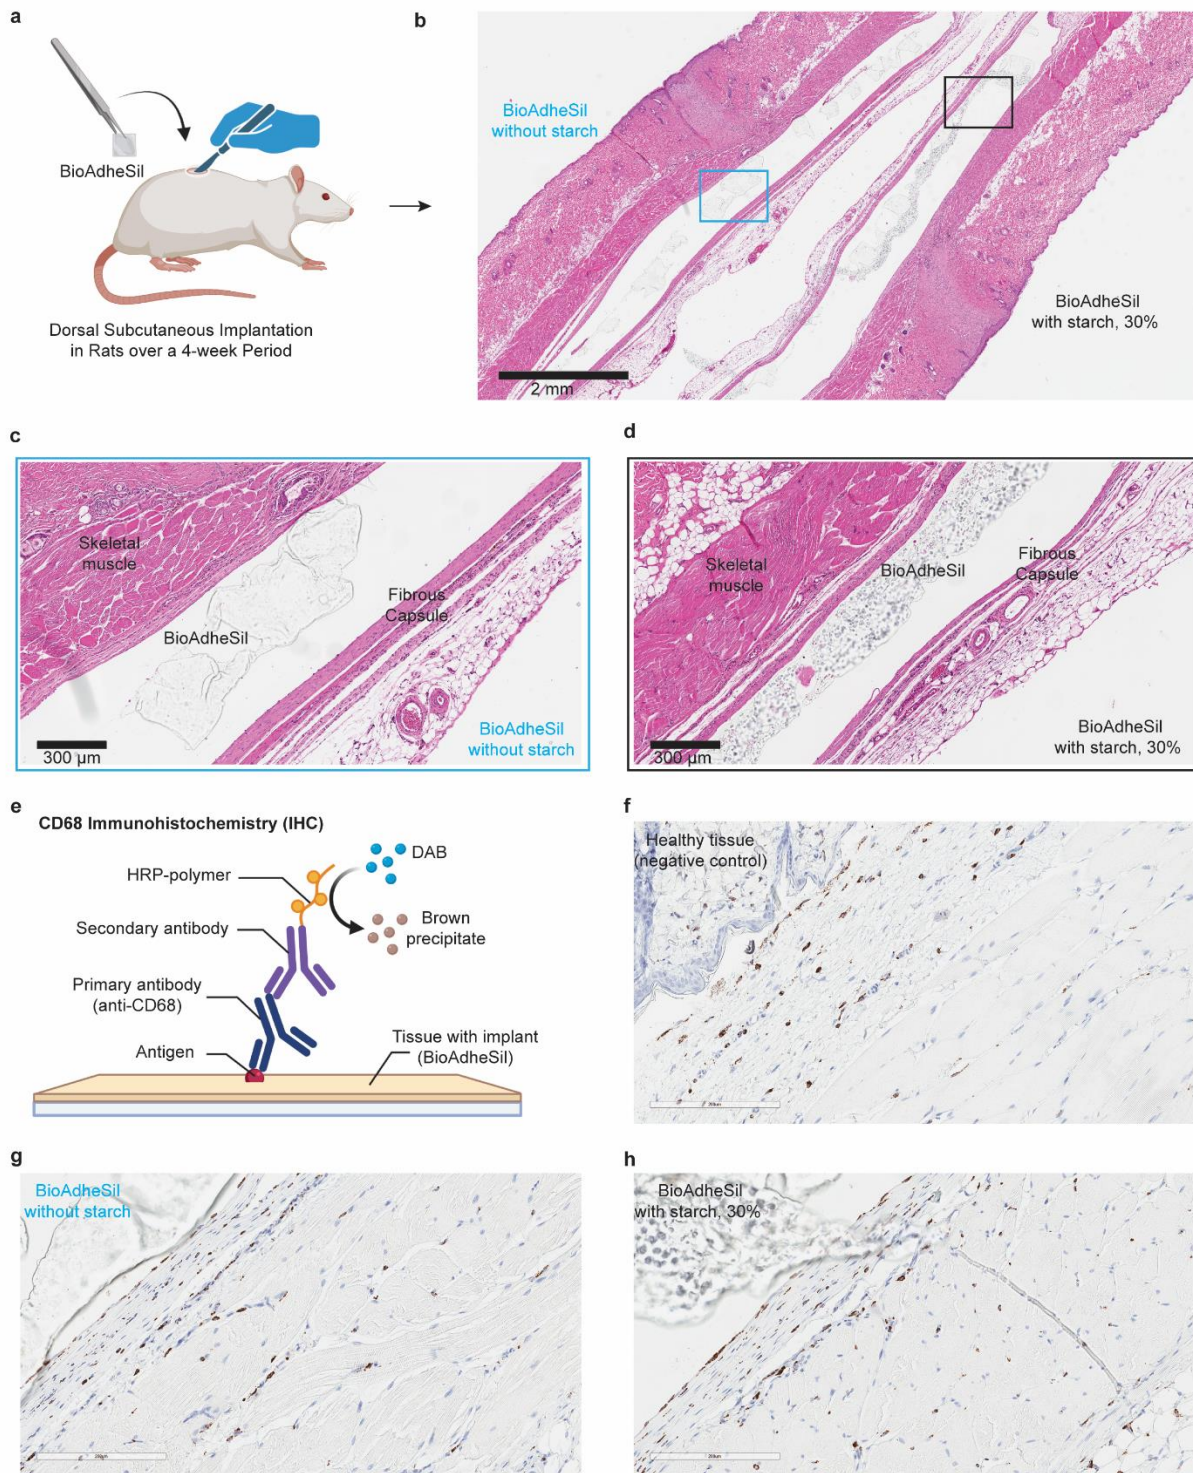 a
BioAdheSil
Dorsal Subcutaneous Implantation
in Rats over a 4-week Period
b
BioAdheSil
without starch
BioAdheSil
with starch, 30%
2 mm
c
Skeletal
muscle
BioAdheSil
Fibrous
Capsule
BioAdheSil
without starch
300 µm
d
Skeletal
muscle
BioAdheSil
Fibrous
Capsule
BioAdheSil
with starch, 30%
300 µm
e
CD68 Immunohistochemistry (IHC)
DAB
HRP-polymer
Brown
precipitate
Secondary antibody
Primary antibody
(anti-CD68)
Antigen
Tissue with implant
(BioAdheSil)
f
Healthy tissue
(negative control)
g
BioAdheSil
without starch
h
BioAdheSil
with starch, 30%